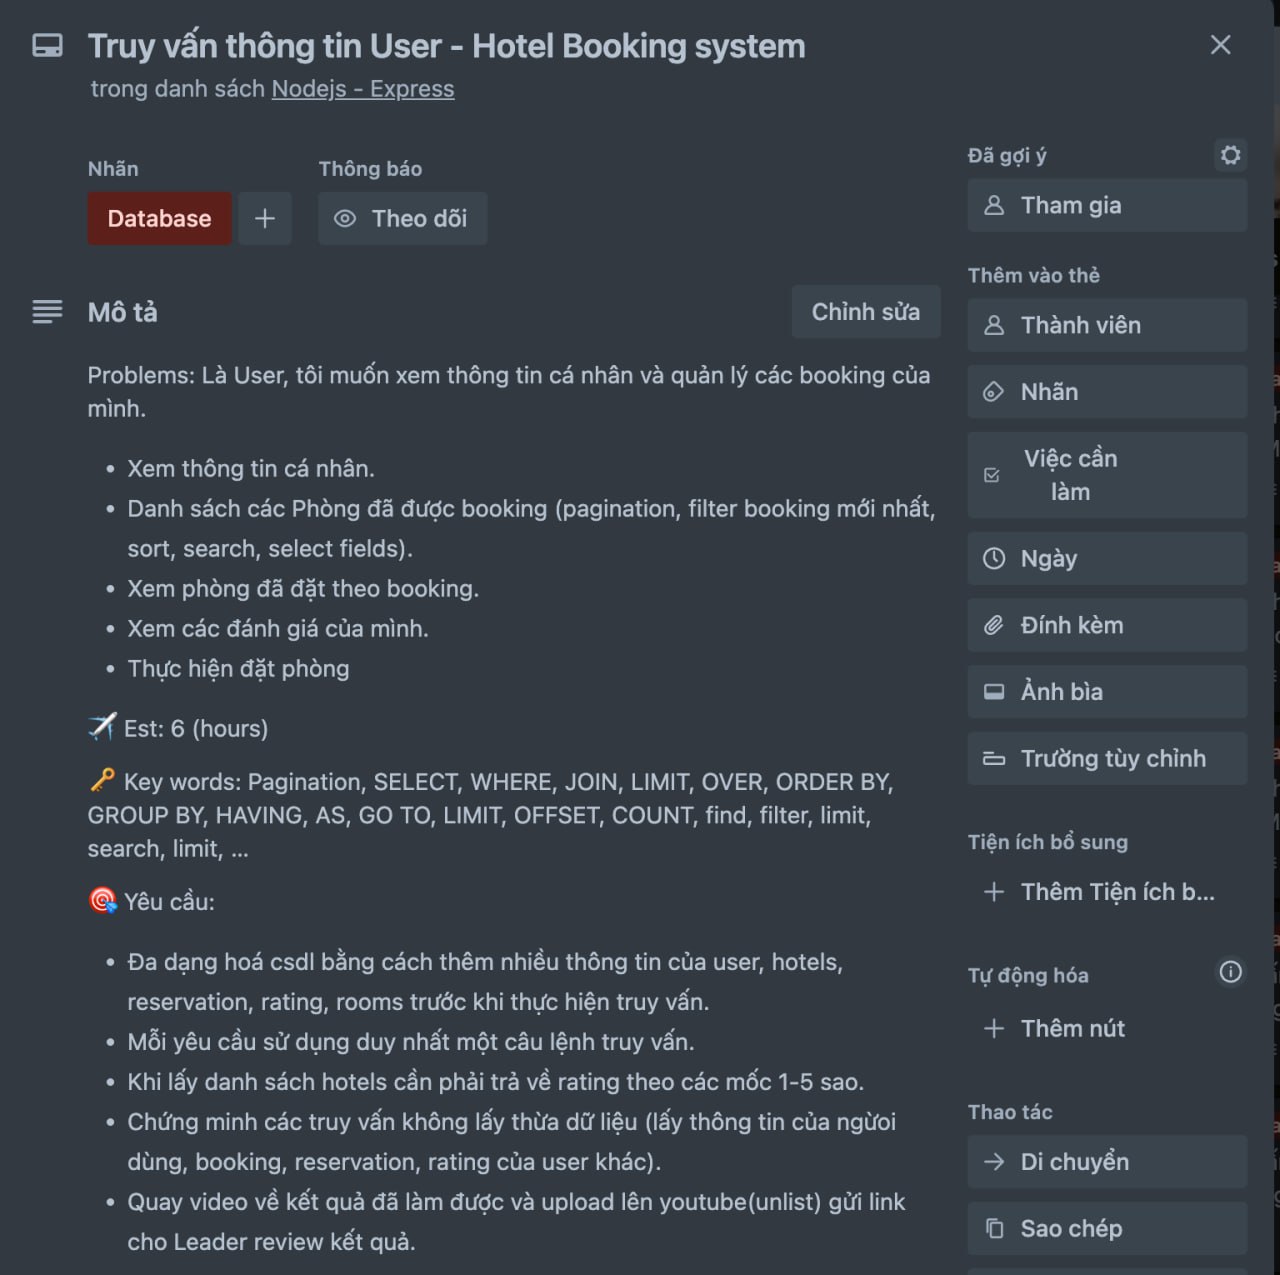 Truy vấn thông tin User - Hotel Booking system
trong danh sách Nodejs - Express
Nhãn
Thông báo
Database
Theo dõi
Mô tả
Chỉnh sửa
Problems: Là User, tôi muốn xem thông tin cá nhân và quản lý các booking của
mình.
• Xem thông tin cá nhân.
• Danh sách các Phòng đã được booking (pagination, filter booking mới nhất,
sort, search, select fields).
• Xem phòng đã đặt theo booking.
• Xem các đánh giá của mình.
• Thực hiện đặt phòng
✈️ Est: 6 (hours)
🔑 Key words: Pagination, SELECT, WHERE, JOIN, LIMIT, OVER, ORDER BY,
GROUP BY, HAVING, AS, GO TO, LIMIT, OFFSET, COUNT, find, filter, limit,
search, limit, ...
🎯 Yêu cầu:
• Đa dạng hoá csdl bằng cách thêm nhiều thông tin của user, hotels,
reservation, rating, rooms trước khi thực hiện truy vấn.
• Mỗi yêu cầu sử dụng duy nhất một câu lệnh truy vấn.
• Khi lấy danh sách hotels cần phải trả về rating theo các mốc 1-5 sao.
• Chứng minh các truy vấn không lấy thừa dữ liệu (lấy thông tin của ngừoi
dùng, booking, reservation, rating của user khác).
• Quay video về kết quả đã làm được và upload lên youtube(unlist) gửi link
cho Leader review kết quả.
Đã gợi ý
Tham gia
Thêm vào thẻ
Thành viên
Nhãn
Việc cần
làm
Ngày
Đính kèm
Ảnh bìa
Trường tùy chỉnh
Tiện ích bổ sung
Thêm Tiện ích b...
Tự động hóa
Thêm nút
Thao tác
Di chuyển
Sao chép